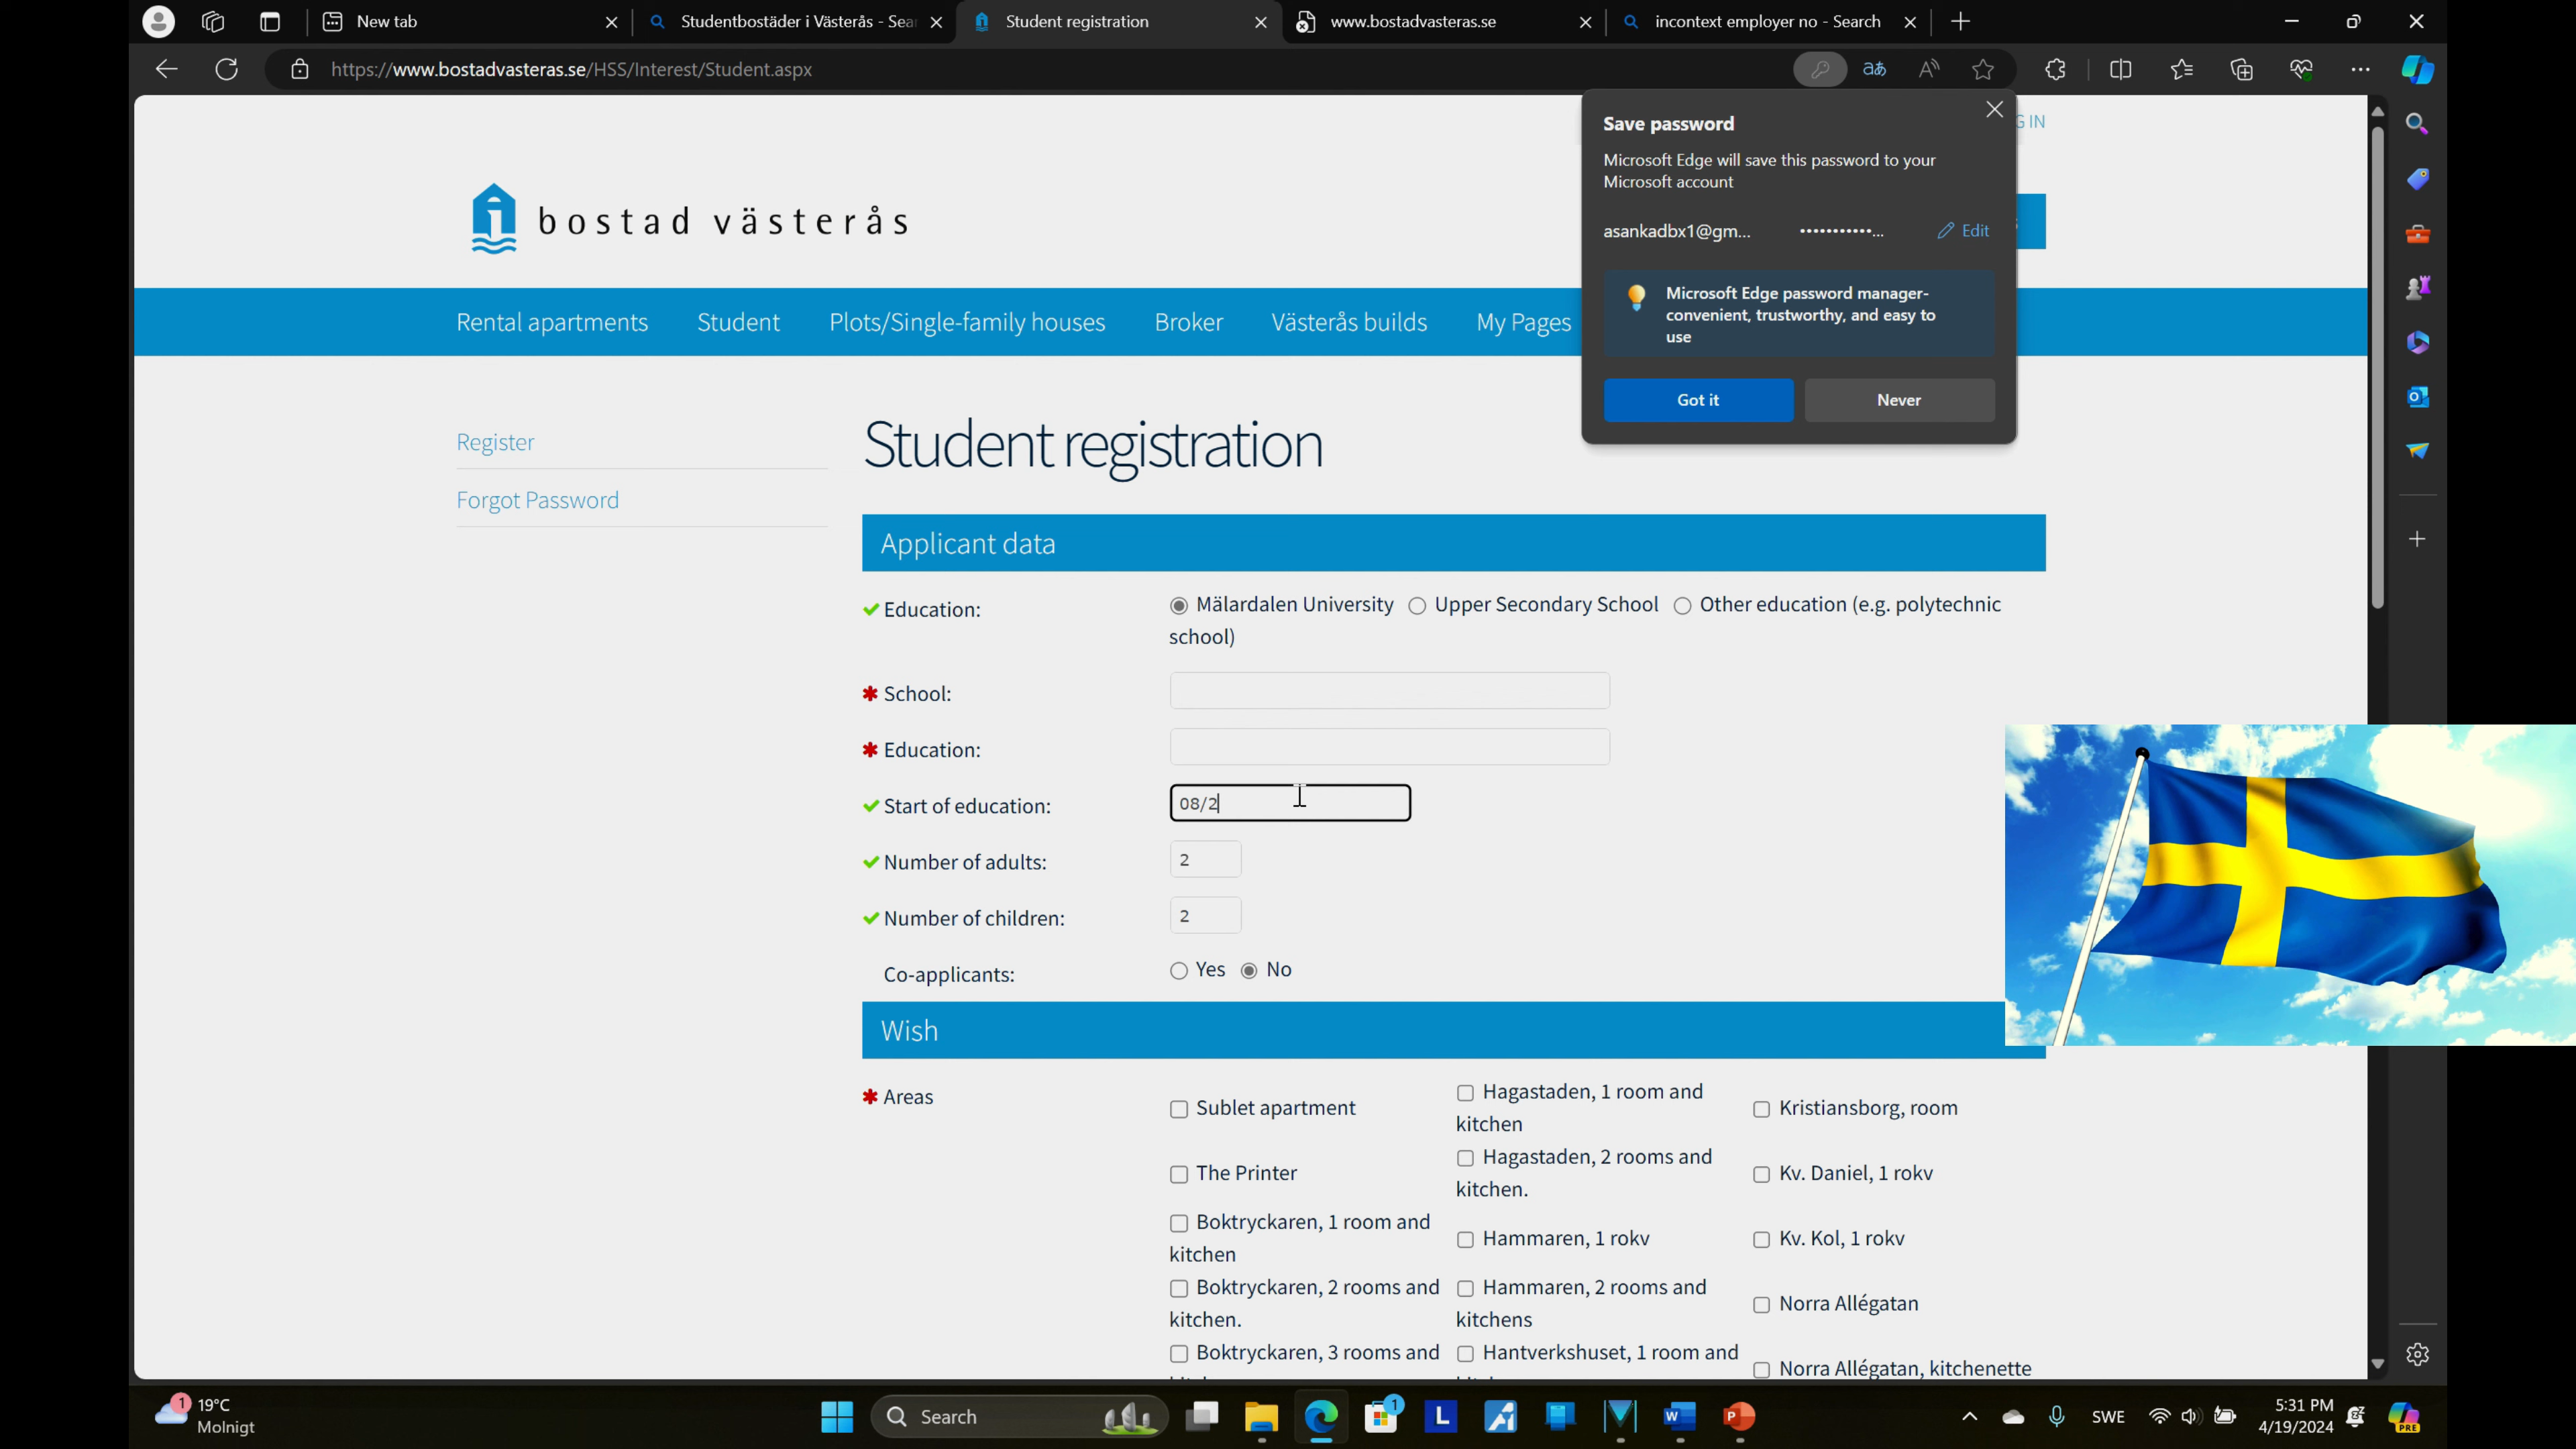 New tab
Studentbostäder i Västerås - Sear
Student registration
www.bostadvasteras.se
incontext employer no - Search
https://www.bostadvasteras.se/HSS/Interest/Student.aspx
aあ
G IN
Save password
Microsoft Edge will save this password to your
Microsoft account
asankadbx1@gm...
••••••••••••...
Edit
Microsoft Edge password manager-
convenient, trustworthy, and easy to
use
Got it
Never
bostad västerås
Rental apartments
Student
Plots/Single-family houses
Broker
Västerås builds
My Pages
Register
Forgot Password
Student registration
Applicant data
Education:
Mälardalen University
Upper Secondary School
Other education (e.g. polytechnic
school)
School:
Education:
Start of education:
08/2
Number of adults:
2
Number of children:
2
Co-applicants:
Yes
No
Wish
Areas
Sublet apartment
Hagastaden, 1 room and
kitchen
Kristiansborg, room
The Printer
Hagastaden, 2 rooms and
kitchen.
Kv. Daniel, 1 rokv
Boktryckaren, 1 room and
kitchen
Hammaren, 1 rokv
Kv. Kol, 1 rokv
Boktryckaren, 2 rooms and
kitchen.
Hammaren, 2 rooms and
kitchens
Norra Allégatan
Boktryckaren, 3 rooms and
Hantverkshuset, 1 room and
Norra Allégatan, kitchenette
1
19°C
Molnigt
Search
1
L
W
P
SWE
5:31 PM
4/19/2024
PRE